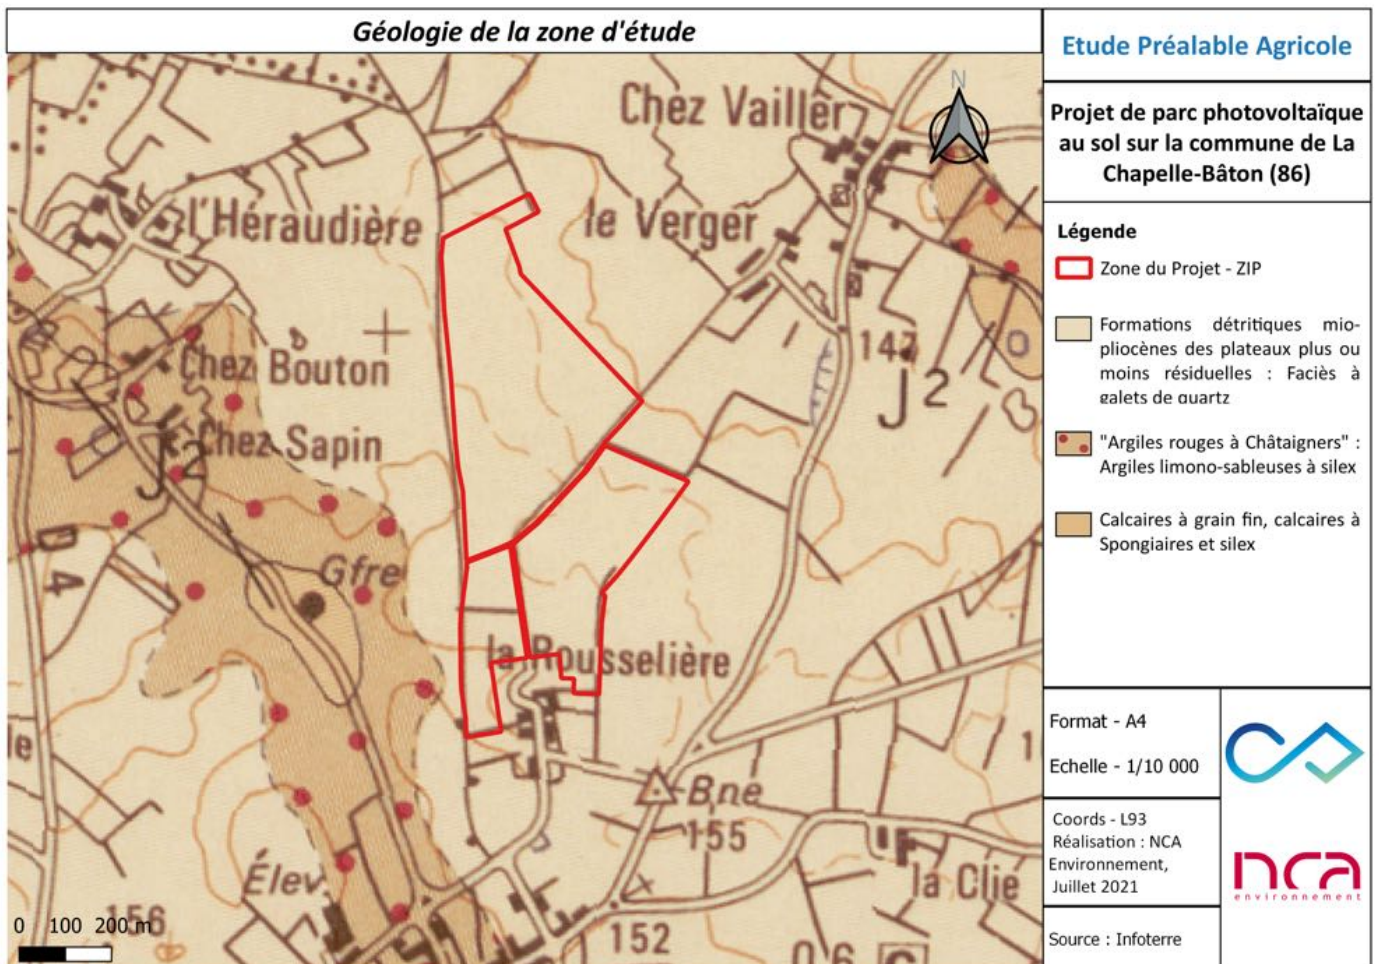 Géologie de la zone d'étude
Etude Préalable Agricole
Projet de parc photovoltaïque
au sol sur la commune de La
Chapelle-Bâton (86)
Légende
Zone du Projet - ZIP
Formations détritiques mio-
pliocènes des plateaux plus ou
moins résiduelles : Faciès à
galets de quartz
"Argiles rouges à Châtaigners" :
Argiles limono-sableuses à silex
Calcaires à grain fin, calcaires à
Spongiaires et silex
Format - A4
Echelle - 1/10 000
Coords - L93
Réalisation : NCA
Environnement,
Juillet 2021
Source : Infoterre
nca
environnement
N
Chez Vailler
l'Héraudière
le Verger
Chez Bouton
147
J2
Chez Sapin
J2
D4
Gfre
la Rousselière
Bne
155
Élev.
la Clie
156
152
0 100 200 m